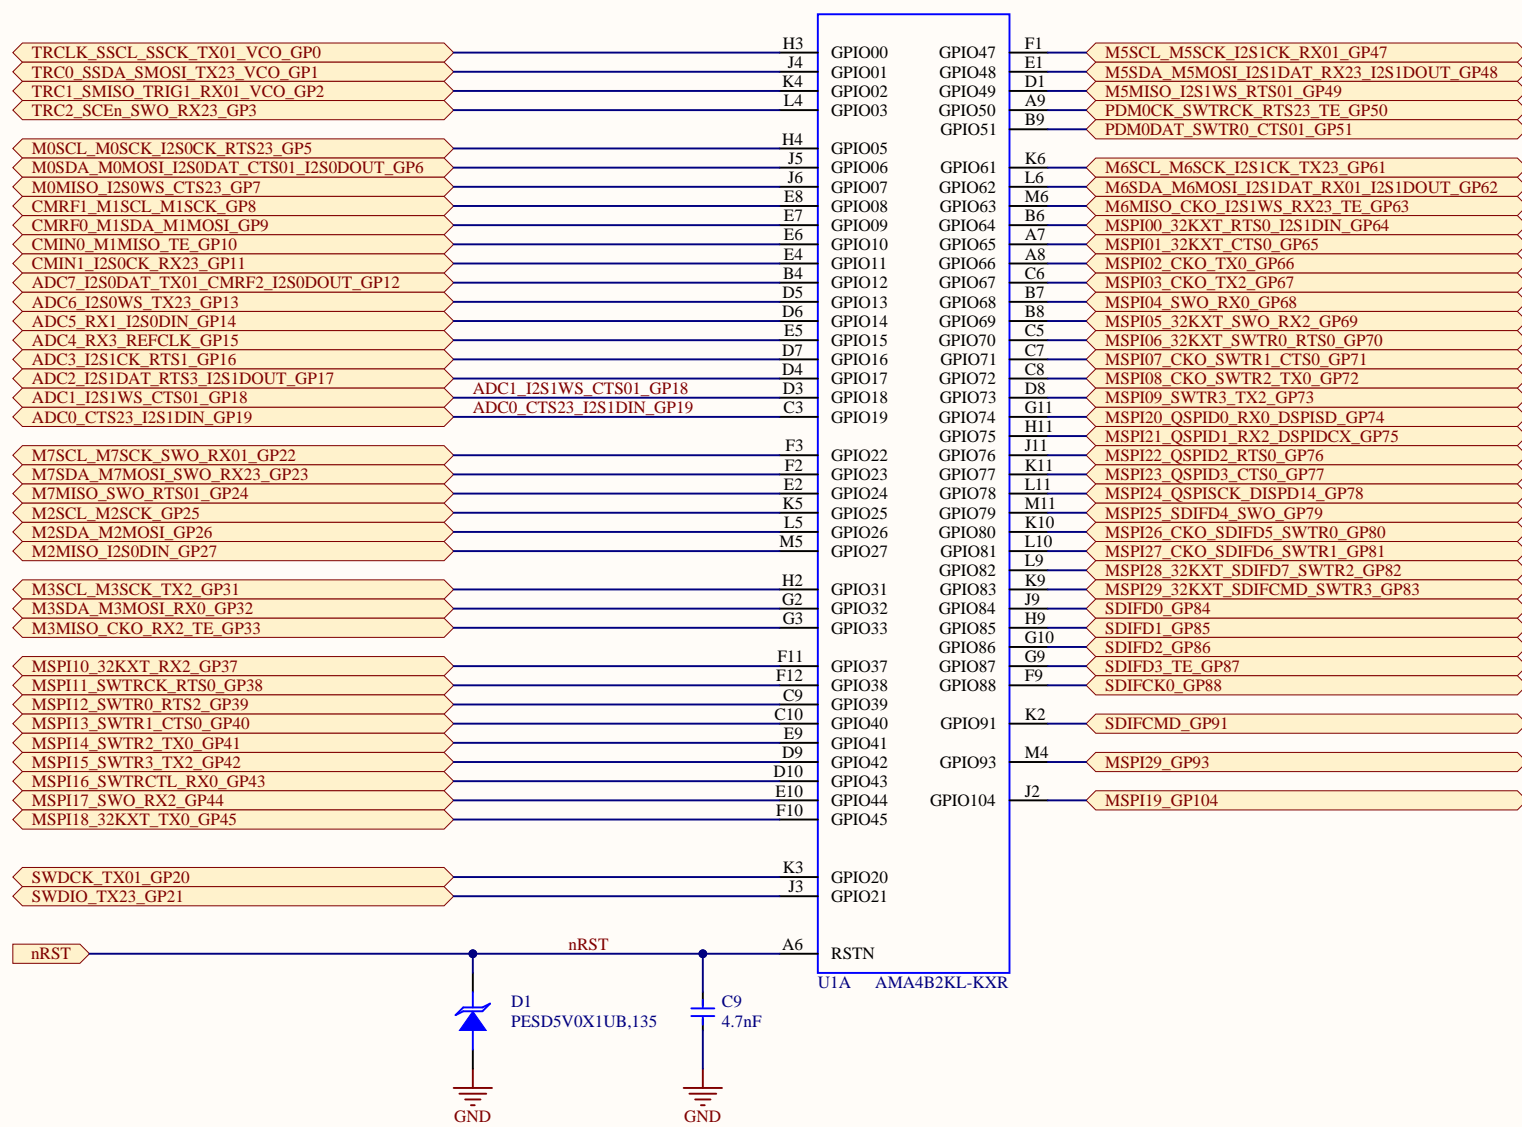 TRCLK_SSCL_SSCK_TX01_VCO_GP0 H3 GPIO00 GPIO47 F1 M5SCL_M5SCK_I2S1CK_RX01_GP47
TRC0_SSDA_SMOSI_TX23_VCO_GP1 J4 GPIO01 GPIO48 E1 M5SDA_M5MOSI_I2S1DAT_RX23_I2S1DOUT_GP48
TRC1_SMISO_TRIG1_RX01_VCO_GP2 K4 GPIO02 GPIO49 D1 M5MISO_I2S1WS_RTS01_GP49
TRC2_SCEn_SWO_RX23_GP3 L4 GPIO03 GPIO50 A9 PDM0CK_SWTRCK_RTS23_TE_GP50
GPIO51 B9 PDM0DAT_SWTR0_CTS01_GP51
M0SCL_M0SCK_I2S0CK_RTS23_GP5 H4 GPIO05
M0SDA_M0MOSI_I2S0DAT_CTS01_I2S0DOUT_GP6 J5 GPIO06 GPIO61 K6 M6SCL_M6SCK_I2S1CK_TX23_GP61
M0MISO_I2S0WS_CTS23_GP7 J6 GPIO07 GPIO62 L6 M6SDA_M6MOSI_I2S1DAT_RX01_I2S1DOUT_GP62
CMRF1_M1SCL_M1SCK_GP8 E8 GPIO08 GPIO63 M6 M6MISO_CKO_I2S1WS_RX23_TE_GP63
CMRF0_M1SDA_M1MOSI_GP9 E7 GPIO09 GPIO64 B6 MSPI00_32KXT_RTS0_I2S1DIN_GP64
CMIN0_M1MISO_TE_GP10 E6 GPIO10 GPIO65 A7 MSPI01_32KXT_CTS0_GP65
CMIN1_I2S0CK_RX23_GP11 E4 GPIO11 GPIO66 A8 MSPI02_CKO_TX0_GP66
ADC7_I2S0DAT_TX01_CMRF2_I2S0DOUT_GP12 B4 GPIO12 GPIO67 C6 MSPI03_CKO_TX2_GP67
ADC6_I2S0WS_TX23_GP13 D5 GPIO13 GPIO68 B7 MSPI04_SWO_RX0_GP68
ADC5_RX1_I2S0DIN_GP14 D6 GPIO14 GPIO69 B8 MSPI05_32KXT_SWO_RX2_GP69
ADC4_RX3_REFCLK_GP15 E5 GPIO15 GPIO70 C5 MSPI06_32KXT_SWTR0_RTS0_GP70
ADC3_I2S1CK_RTS1_GP16 D7 GPIO16 GPIO71 C7 MSPI07_CKO_SWTR1_CTS0_GP71
ADC2_I2S1DAT_RTS3_I2S1DOUT_GP17 D4 GPIO17 GPIO72 C8 MSPI08_CKO_SWTR2_TX0_GP72
ADC1_I2S1WS_CTS01_GP18 ADC1_I2S1WS_CTS01_GP18 D3 GPIO18 GPIO73 D8 MSPI09_SWTR3_TX2_GP73
ADC0_CTS23_I2S1DIN_GP19 ADC0_CTS23_I2S1DIN_GP19 C3 GPIO19 GPIO74 G11 MSPI20_QSPID0_RX0_DSPISD_GP74
GPIO75 H11 MSPI21_QSPID1_RX2_DSPIDCX_GP75
M7SCL_M7SCK_SWO_RX01_GP22 F3 GPIO22 GPIO76 J11 MSPI22_QSPID2_RTS0_GP76
M7SDA_M7MOSI_SWO_RX23_GP23 F2 GPIO23 GPIO77 K11 MSPI23_QSPID3_CTS0_GP77
M7MISO_SWO_RTS01_GP24 E2 GPIO24 GPIO78 L11 MSPI24_QSPISCK_DISPD14_GP78
M2SCL_M2SCK_GP25 K5 GPIO25 GPIO79 M11 MSPI25_SDIFD4_SWO_GP79
M2SDA_M2MOSI_GP26 L5 GPIO26 GPIO80 K10 MSPI26_CKO_SDIFD5_SWTR0_GP80
M2MISO_I2S0DIN_GP27 M5 GPIO27 GPIO81 L10 MSPI27_CKO_SDIFD6_SWTR1_GP81
GPIO82 L9 MSPI28_32KXT_SDIFD7_SWTR2_GP82
M3SCL_M3SCK_TX2_GP31 H2 GPIO31 GPIO83 K9 MSPI29_32KXT_SDIFCMD_SWTR3_GP83
M3SDA_M3MOSI_RX0_GP32 G2 GPIO32 GPIO84 J9 SDIFD0_GP84
M3MISO_CKO_RX2_TE_GP33 G3 GPIO33 GPIO85 H9 SDIFD1_GP85
GPIO86 G10 SDIFD2_GP86
MSPI10_32KXT_RX2_GP37 F11 GPIO37 GPIO87 G9 SDIFD3_TE_GP87
MSPI11_SWTRCK_RTS0_GP38 F12 GPIO38 GPIO88 F9 SDIFCK0_GP88
MSPI12_SWTR0_RTS2_GP39 C9 GPIO39
MSPI13_SWTR1_CTS0_GP40 C10 GPIO40 GPIO91 K2 SDIFCMD_GP91
MSPI14_SWTR2_TX0_GP41 E9 GPIO41
MSPI15_SWTR3_TX2_GP42 D9 GPIO42 GPIO93 M4 MSPI29_GP93
MSPI16_SWTRCTL_RX0_GP43 D10 GPIO43
MSPI17_SWO_RX2_GP44 E10 GPIO44 GPIO104 J2 MSPI19_GP104
MSPI18_32KXT_TX0_GP45 F10 GPIO45
SWDCK_TX01_GP20 K3 GPIO20
SWDIO_TX23_GP21 J3 GPIO21
nRST nRST A6 RSTN
U1A AMA4B2KL-KXR
D1 C9
PESD5V0X1UB,135 4.7nF
GND GND